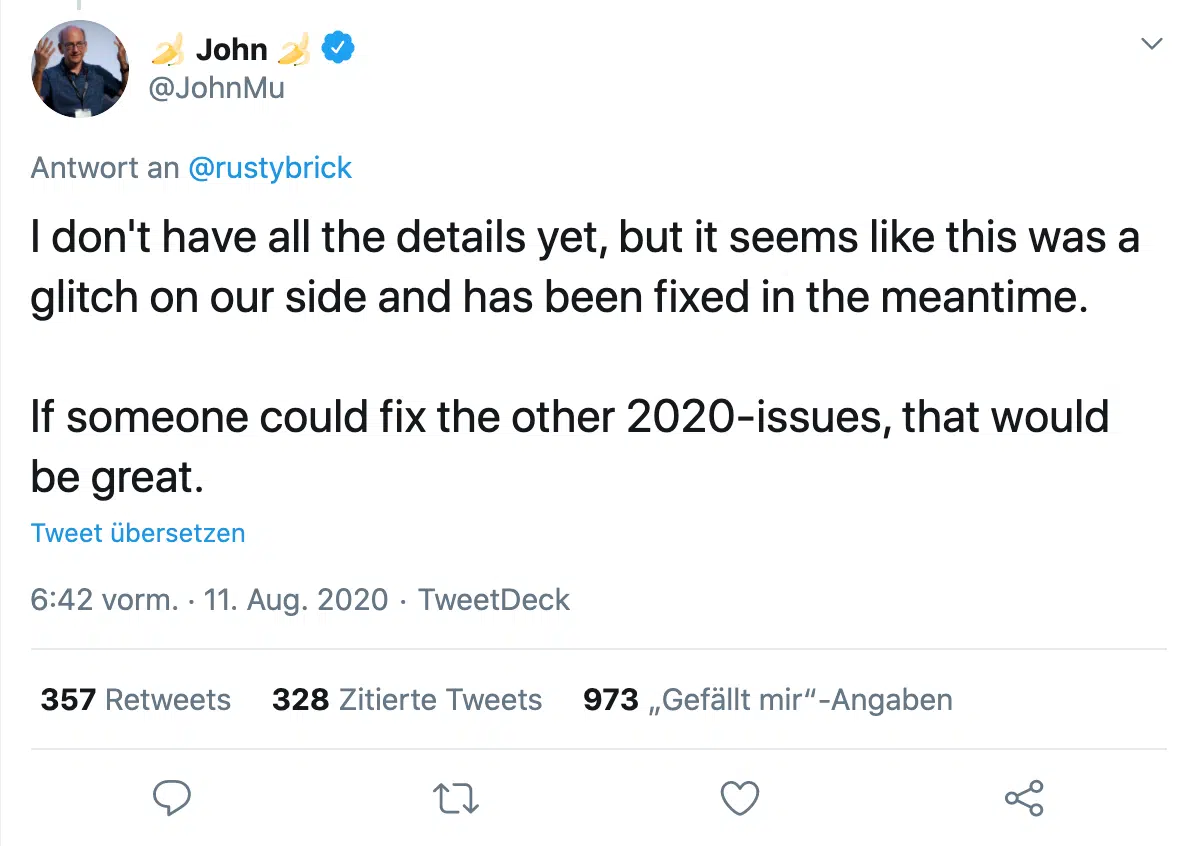 🍌 John 🍌
@JohnMu
Antwort an @rustybrick
I don't have all the details yet, but it seems like this was a
glitch on our side and has been fixed in the meantime.
If someone could fix the other 2020-issues, that would
be great.
Tweet übersetzen
6:42 vorm. · 11. Aug. 2020 · TweetDeck
357 Retweets 328 Zitierte Tweets 973 „Gefällt mir“-Angaben